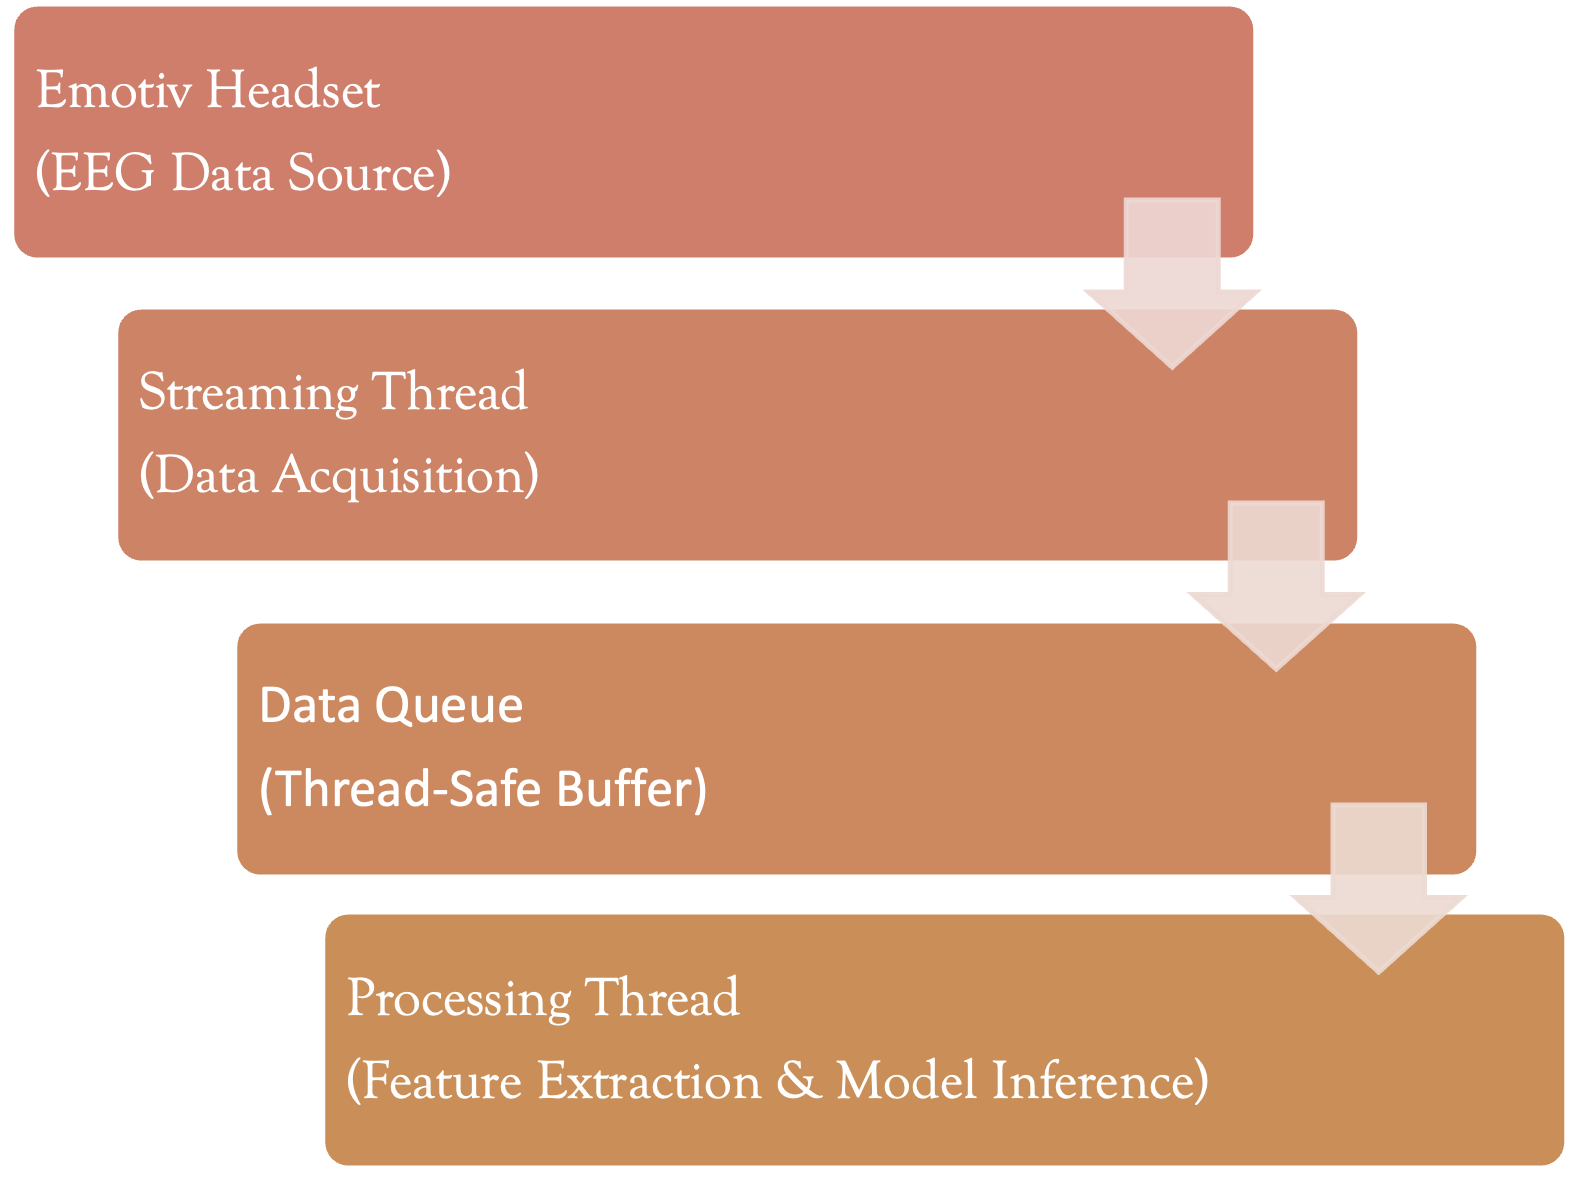 Emotiv Headset
(EEG Data Source)
Streaming Thread
(Data Acquisition)
Data Queue
(Thread-Safe Buffer)
Processing Thread
(Feature Extraction & Model Inference)